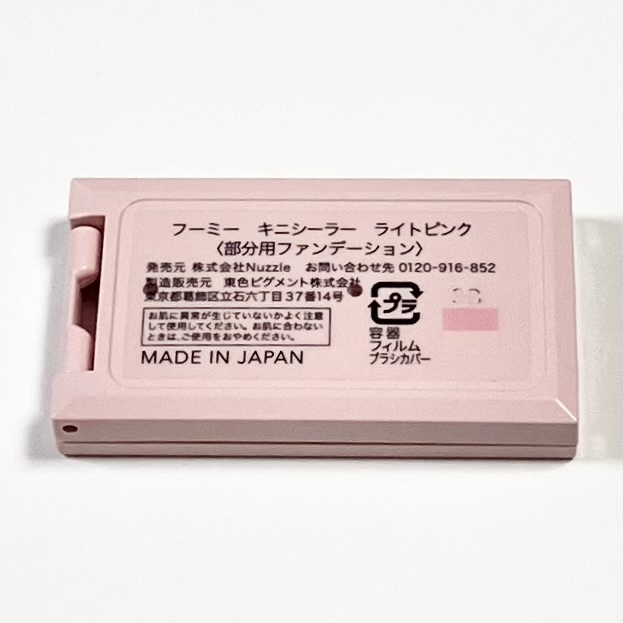 フーミー キニシーラー ライトピンク
〈部分用ファンデーション〉
発売元 株式会社Nuzzle お問い合わせ先 0120-916-852
製造販売元 東色ピグメント株式会社
東京都葛飾区立石六丁目37番14号
お肌に異常が生じていないかよく注意
して使用してください。お肌に合わない
ときは、ご使用をおやめください。
MADE IN JAPAN
プラ
容器
フィルム
ブラシカバー